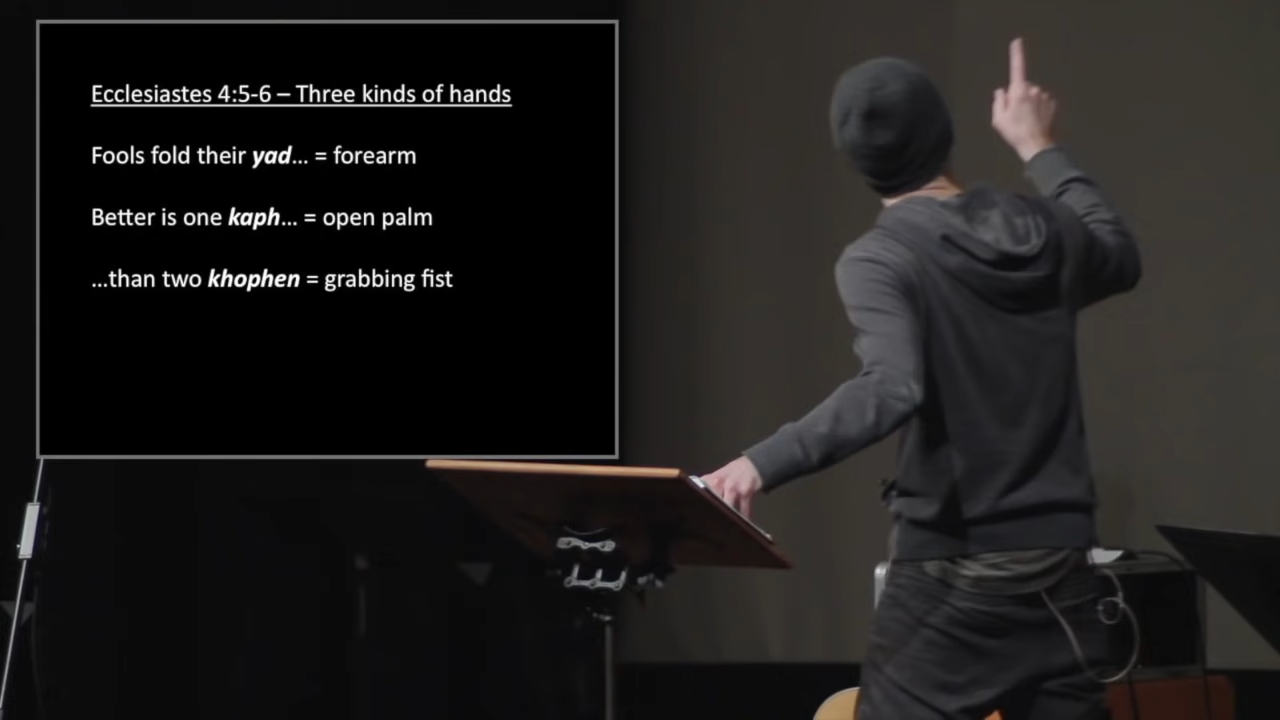 Ecclesiastes 4:5-6 – Three kinds of hands
Fools fold their yad... = forearm
Better is one kaph... = open palm
...than two khophen = grabbing fist